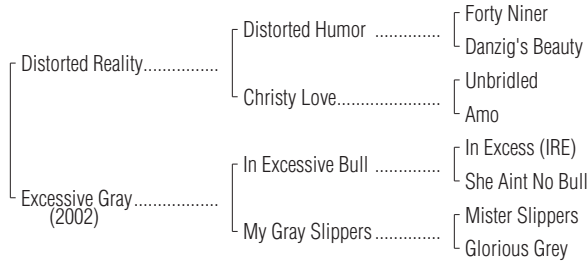 Forty Niner
Distorted Humor ..............
Danzig's Beauty
Distorted Reality................
Unbridled
Christy Love......................
Amo
In Excess (IRE)
In Excessive Bull ..............
She Aint No Bull
Excessive Gray..................
(2002)
Mister Slippers
My Gray Slippers..............
Glorious Grey